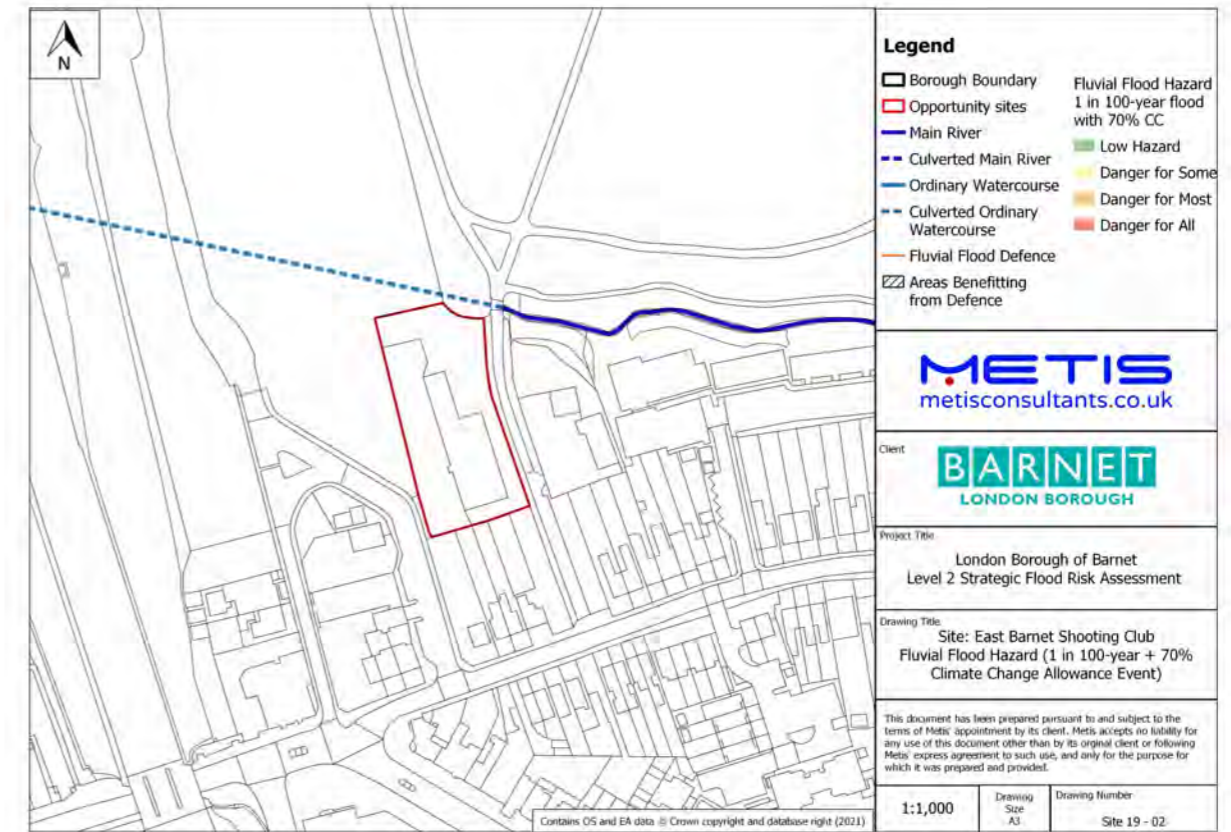 N
Legend
Borough Boundary
Opportunity sites
Main River
Culverted Main River
Ordinary Watercourse
Culverted Ordinary
Watercourse
Fluvial Flood Defence
Areas Benefitting
from Defence
Fluvial Flood Hazard
1 in 100-year flood
with 70% CC
Low Hazard
Danger for Some
Danger for Most
Danger for All
METIS
metisconsultants.co.uk
Client
BARNET
LONDON BOROUGH
Project Title
London Borough of Barnet
Level 2 Strategic Flood Risk Assessment
Drawing Title
Site: East Barnet Shooting Club
Fluvial Flood Hazard (1 in 100-year + 70%
Climate Change Allowance Event)
This document has been prepared pursuant to and subject to the
terms of Metis' appointment by its client. Metis accepts no liability for
any use of this document other than by its orginal client or following
Metis' express agreement to such use, and only for the purpose for
which it was prepared and provided.
1:1,000
Drawing
Size
A3
Drawing Number
Site 19 - 02
Contains OS and EA data © Crown copyright and database right (2021)